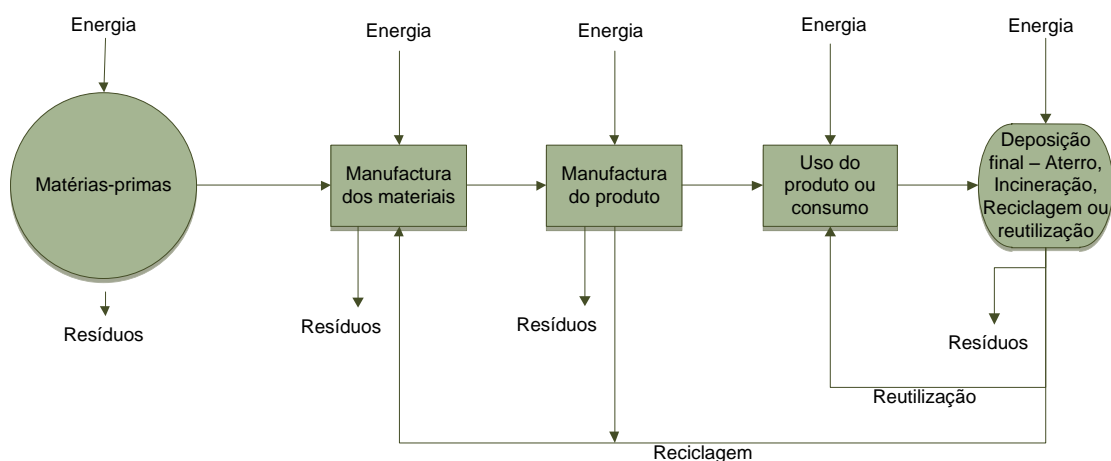 Energia
Energia
Energia
Energia
Energia
Matérias-primas
Manufactura
dos materiais
Manufactura
do produto
Uso do
produto ou
consumo
Deposição
final – Aterro,
Incineração,
Reciclagem ou
reutilização
Resíduos
Resíduos
Resíduos
Resíduos
Reutilização
Reciclagem